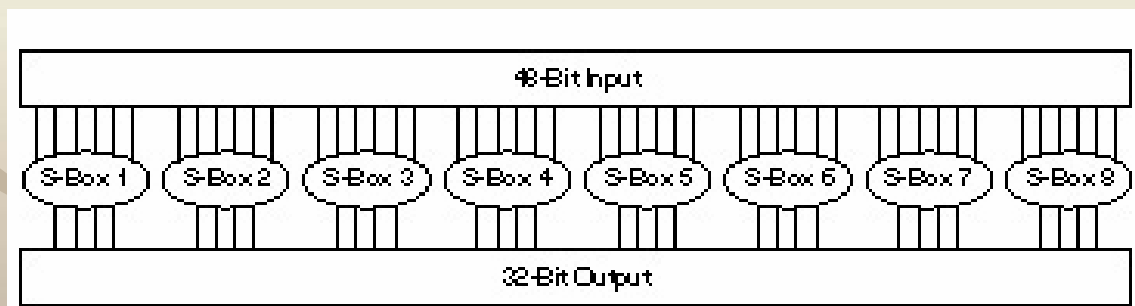 48-Bit Input
S-Box 1 S-Box 2 S-Box 3 S-Box 4 S-Box 5 S-Box 6 S-Box 7 S-Box 8
32-Bit Output